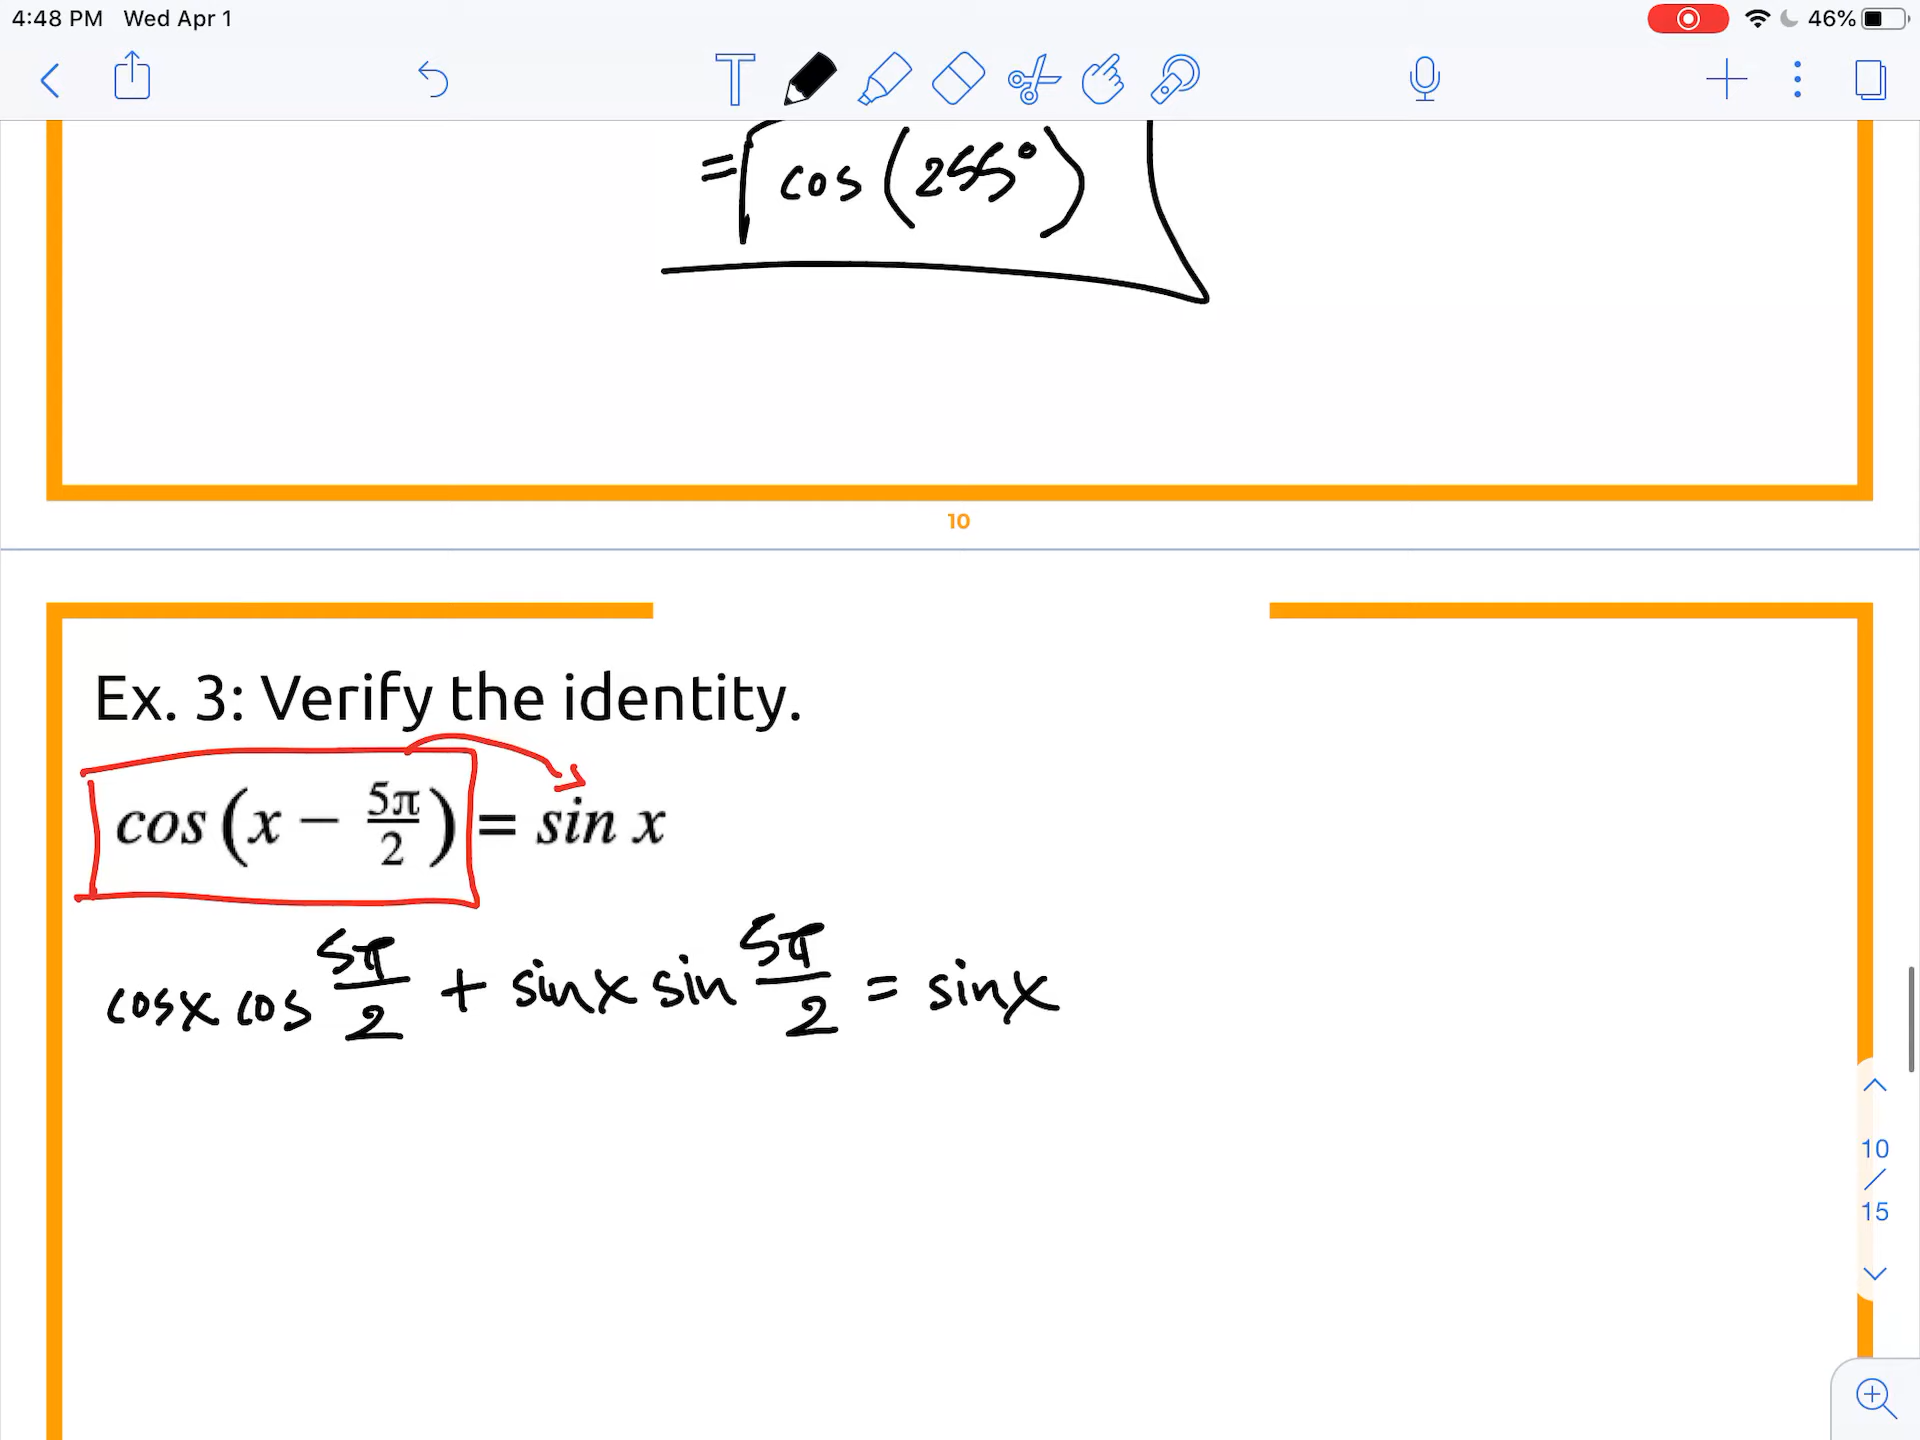 4:48 PM Wed Apr 1 46%
= cos (255°)
10
Ex. 3: Verify the identity.
cos (x − 5π/2) = sin x
cosx cos 5π/2 + sinx sin 5π/2 = sinx
10
/
15